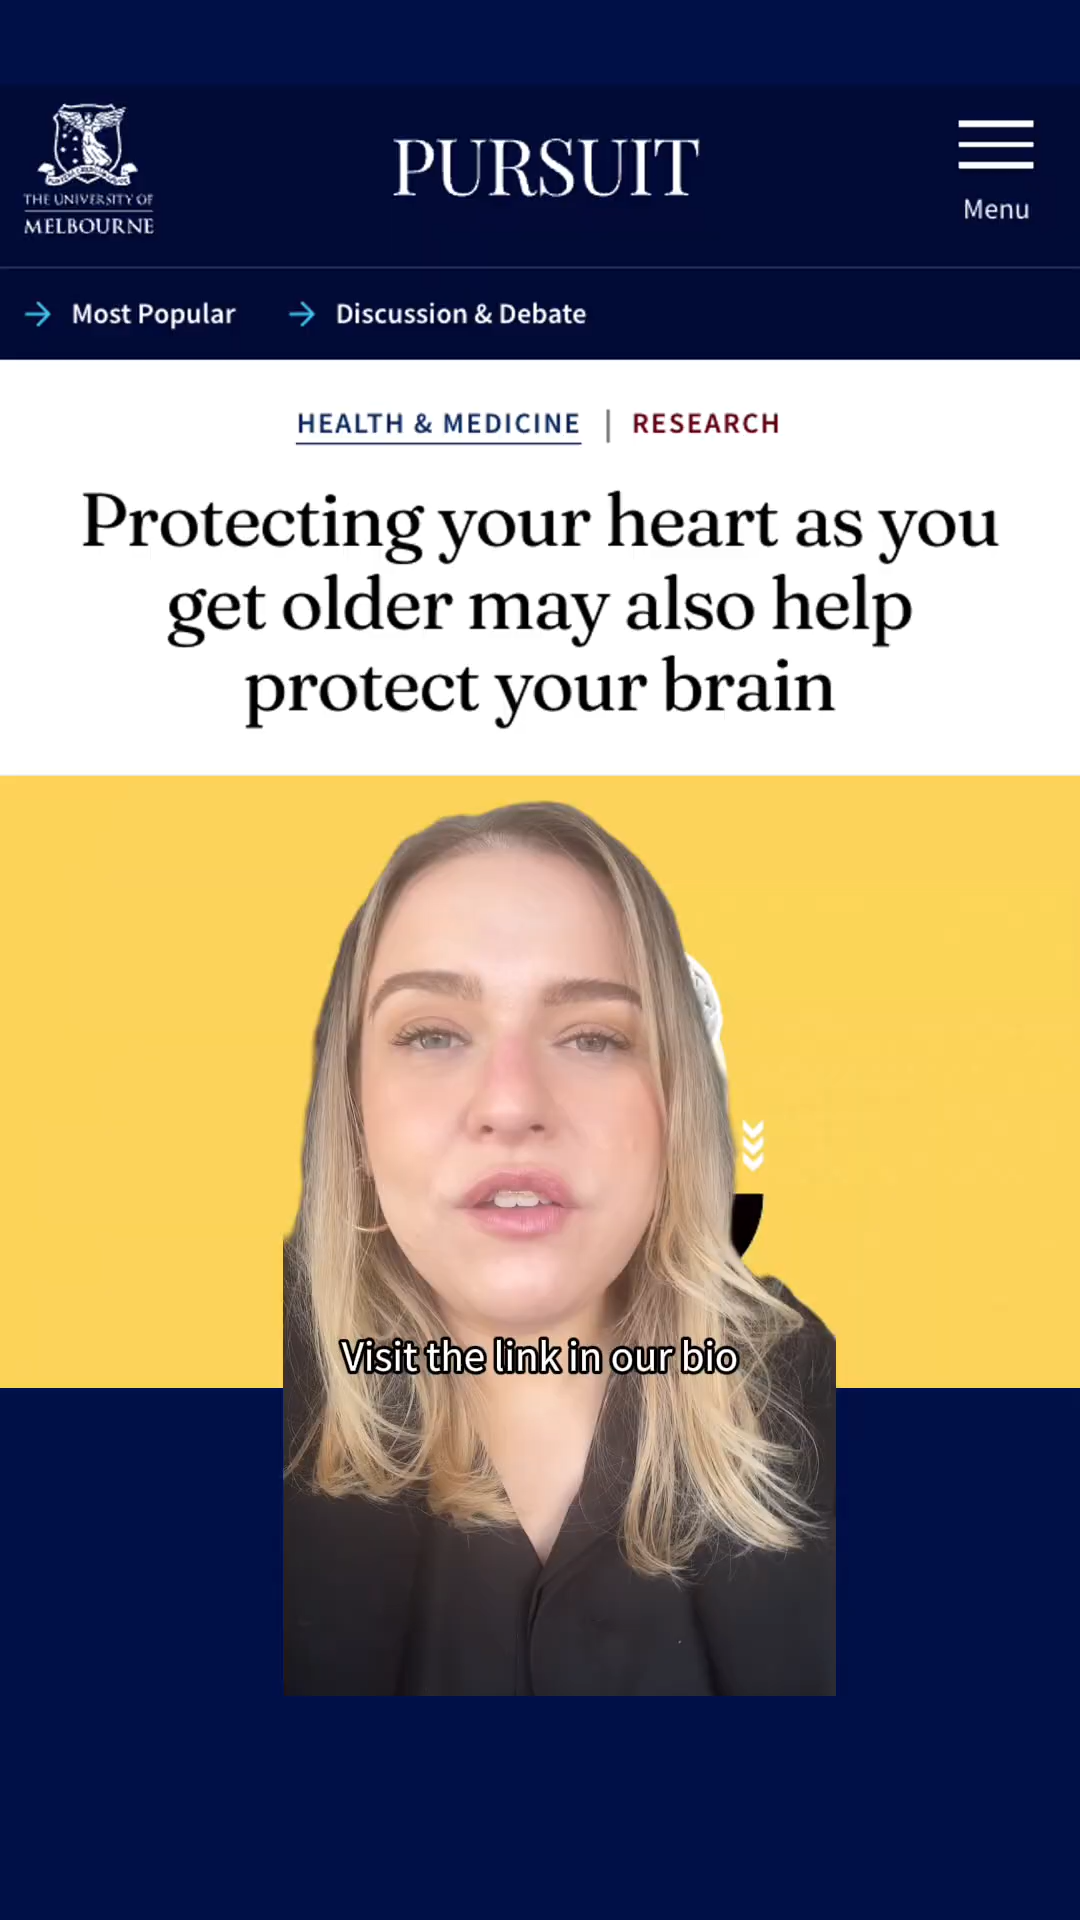 THE UNIVERSITY OF
MELBOURNE
PURSUIT
Menu
Most Popular
Discussion & Debate
HEALTH & MEDICINE | RESEARCH
Protecting your heart as you
get older may also help
protect your brain
Visit the link in our bio